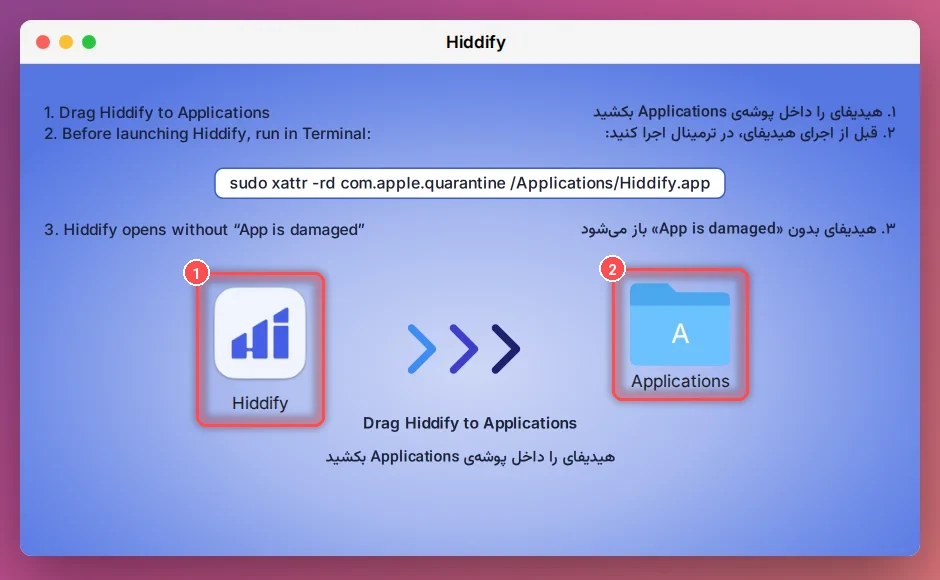 Hiddify
1. Drag Hiddify to Applications
2. Before launching Hiddify, run in Terminal:
۱. هیدیفای را داخل پوشه‌ی Applications بکشید
۲. قبل از اجرای هیدیفای، در ترمینال اجرا کنید:
sudo xattr -rd com.apple.quarantine /Applications/Hiddify.app
3. Hiddify opens without “App is damaged”
۳. هیدیفای بدون «App is damaged» باز می‌شود
1
2
A
Hiddify
Applications
Drag Hiddify to Applications
هیدیفای را داخل پوشه‌ی Applications بکشید